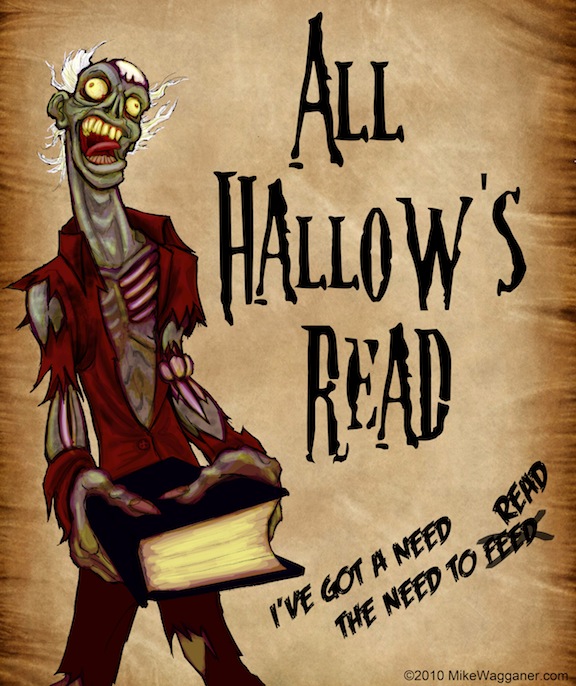 All
Hallow's
Read
READ
I'VE GOT A NEED
THE NEED TO FEED
©2010 MikeWagganer.com